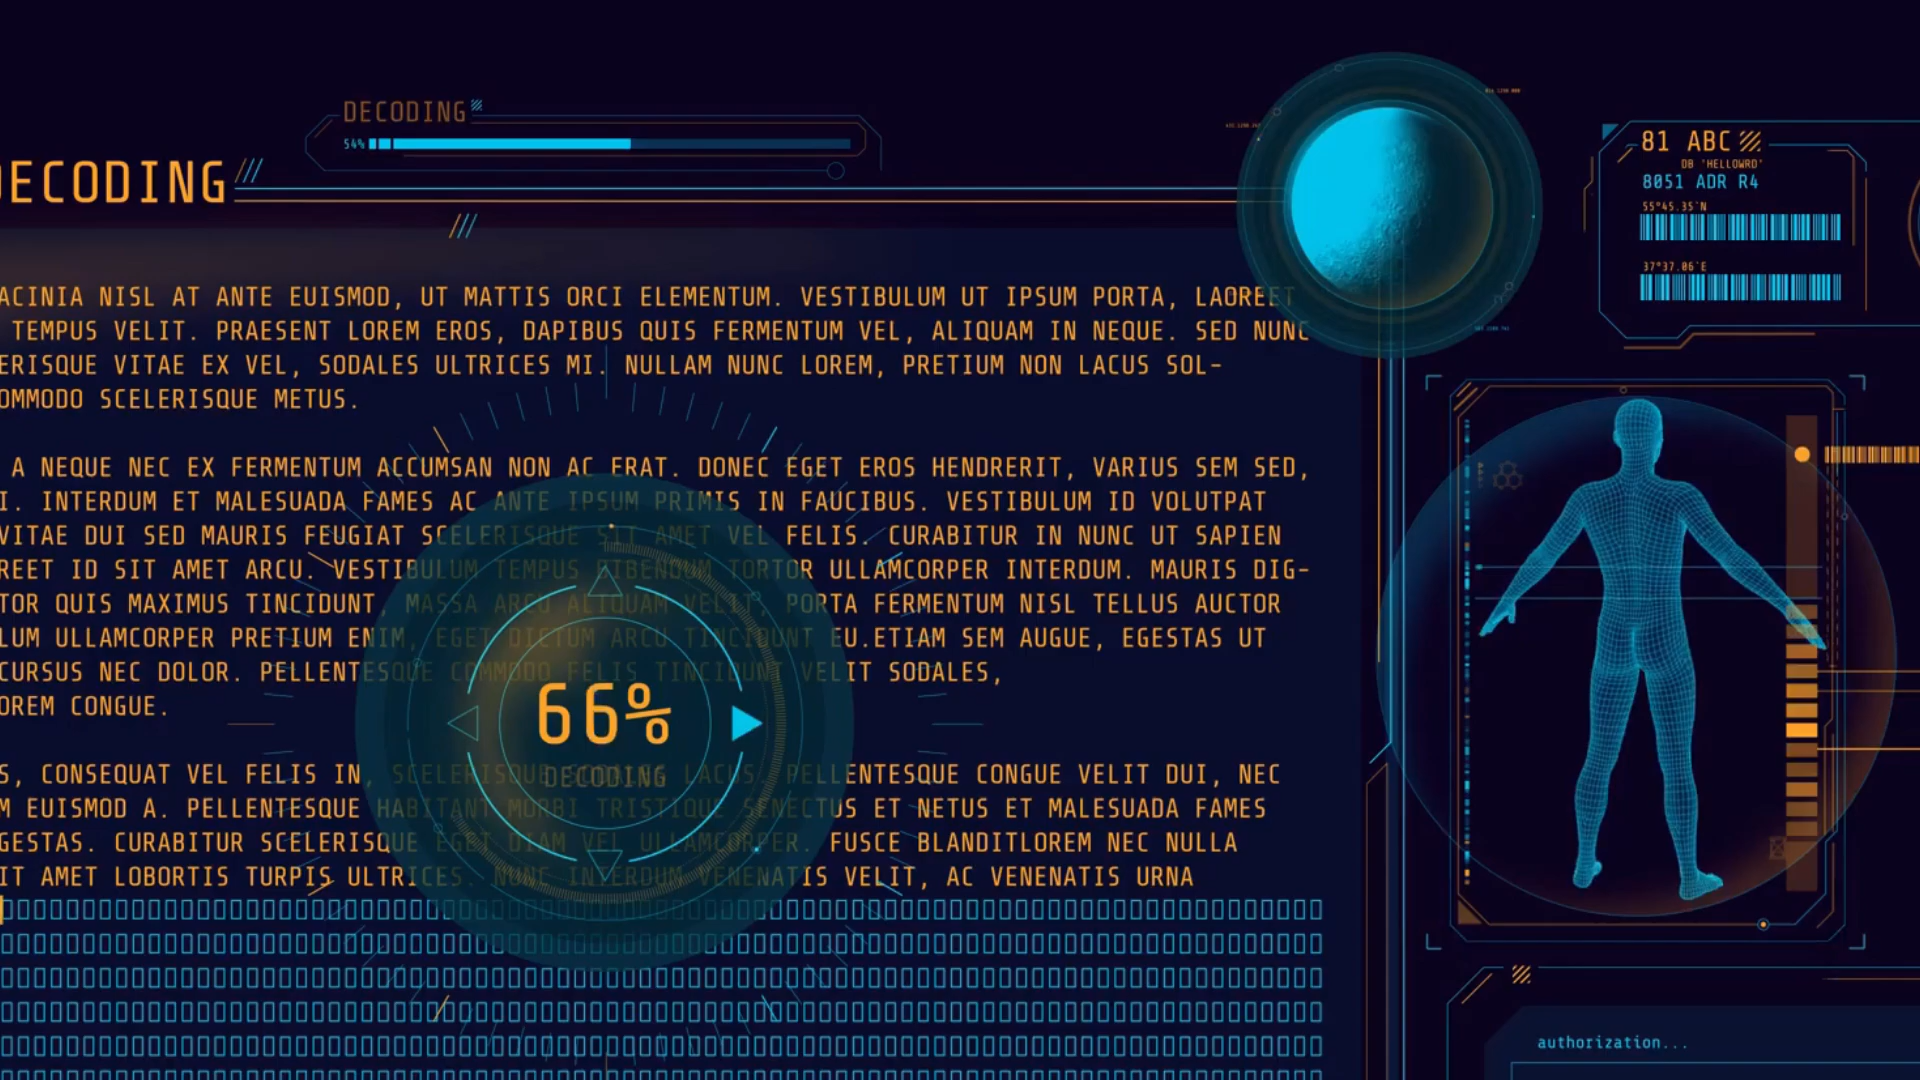 DECODING
54%
DECODING
ACINIA NISL AT ANTE EUISMOD, UT MATTIS ORCI ELEMENTUM. VESTIBULUM UT IPSUM PORTA, LAOREET
TEMPUS VELIT. PRAESENT LOREM EROS, DAPIBUS QUIS FERMENTUM VEL, ALIQUAM IN NEQUE. SED NUNC
ERISQUE VITAE EX VEL, SODALES ULTRICES MI. NULLAM NUNC LOREM, PRETIUM NON LACUS SOL-
OMMODO SCELERISQUE METUS.
A NEQUE NEC EX FERMENTUM ACCUMSAN NON AC ERAT. DONEC EGET EROS HENDRERIT, VARIUS SEM SED,
I. INTERDUM ET MALESUADA FAMES AC ANTE IPSUM PRIMIS IN FAUCIBUS. VESTIBULUM ID VOLUTPAT
VITAE DUI SED MAURIS FEUGIAT SCELERISQUE SIT AMET VEL FELIS. CURABITUR IN NUNC UT SAPIEN
REET ID SIT AMET ARCU. VESTIBULUM TEMPUS BIBENDUM TORTOR ULLAMCORPER INTERDUM. MAURIS DIG-
TOR QUIS MAXIMUS TINCIDUNT, MASSA ARCU ALIQUAM VELIT, PORTA FERMENTUM NISL TELLUS AUCTOR
LUM ULLAMCORPER PRETIUM ENIM, EGET DICTUM ARCU TINCIDUNT EU.ETIAM SEM AUGUE, EGESTAS UT
CURSUS NEC DOLOR. PELLENTESQUE COMMODO FELIS TINCIDUNT VELIT SODALES,
OREM CONGUE.
S, CONSEQUAT VEL FELIS IN, SCELERISQUE LACUS. PELLENTESQUE CONGUE VELIT DUI, NEC
M EUISMOD A. PELLENTESQUE HABITANT MORBI TRISTIQUE SENECTUS ET NETUS ET MALESUADA FAMES
GESTAS. CURABITUR SCELERISQUE EGET DIAM VEL ULLAMCORPER. FUSCE BLANDITLOREM NEC NULLA
IT AMET LOBORTIS TURPIS ULTRICES. NUNC INTERDUM VENENATIS VELIT, AC VENENATIS URNA
66%
DECODING
81 ABC
DB 'HELLOWRD'
8051 ADR R4
55°45.35`N
37°37.06`E
authorization...